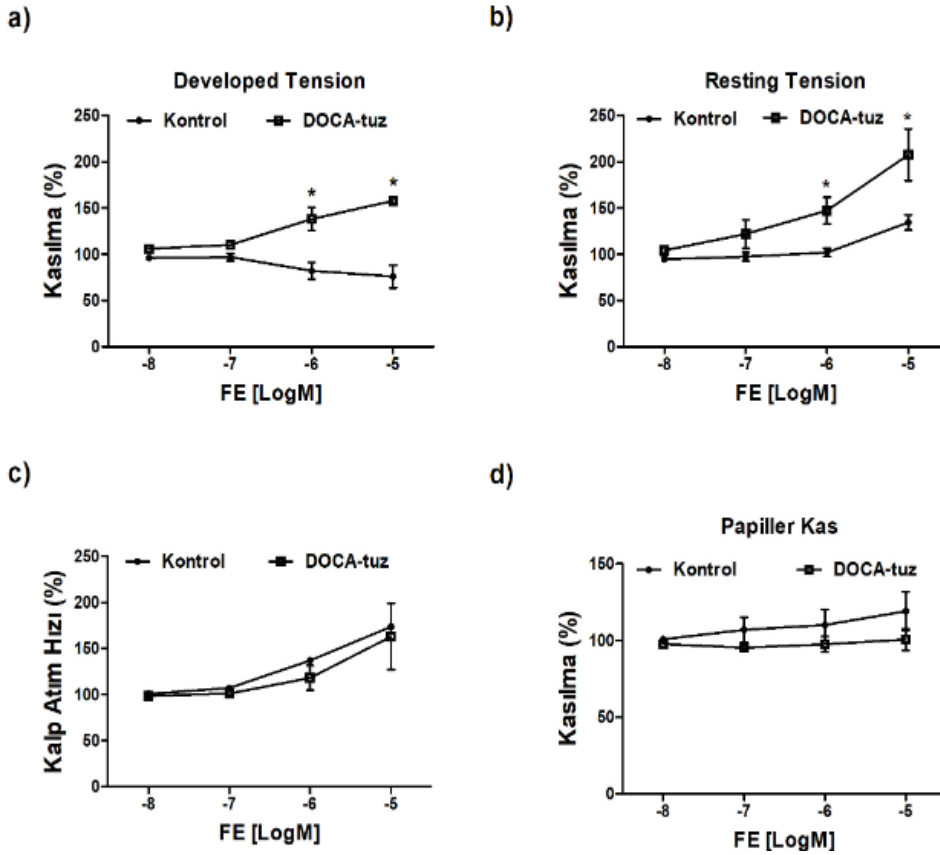 a)
Developed Tension
Kontrol DOCA-tuz
250
200
150
100
50
0
Kasılma (%)
* *
-8 -7 -6 -5
FE [LogM]
b)
Resting Tension
Kontrol DOCA-tuz
250
200
150
100
50
0
Kasılma (%)
* *
-8 -7 -6 -5
FE [LogM]
c)
Kontrol DOCA-tuz
250
200
150
100
50
0
Kalp Atım Hızı (%)
-8 -7 -6 -5
FE [LogM]
d)
Papiller Kas
Kontrol DOCA-tuz
150
100
50
0
Kasılma (%)
-8 -7 -6 -5
FE [LogM]